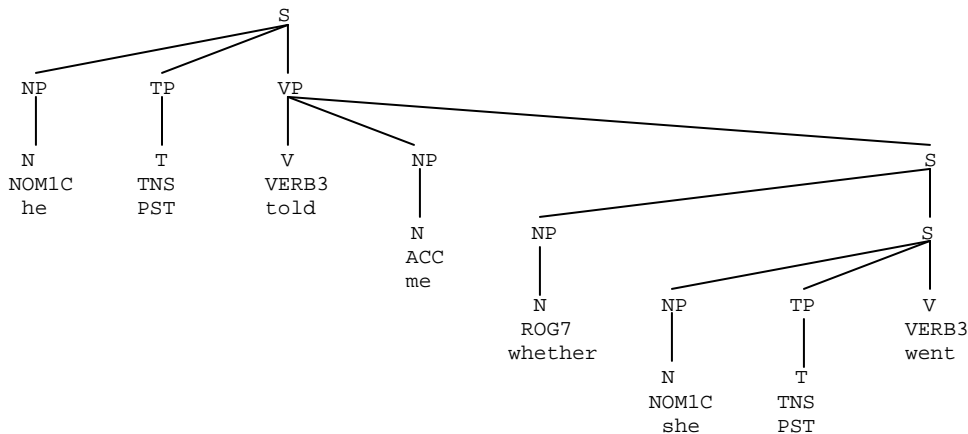 S
NP TP VP
N T V NP S
NOM1C TNS VERB3
he PST told
N NP S
ACC
me
N NP TP V
ROG7 VERB3
whether went
N T
NOM1C TNS
she PST